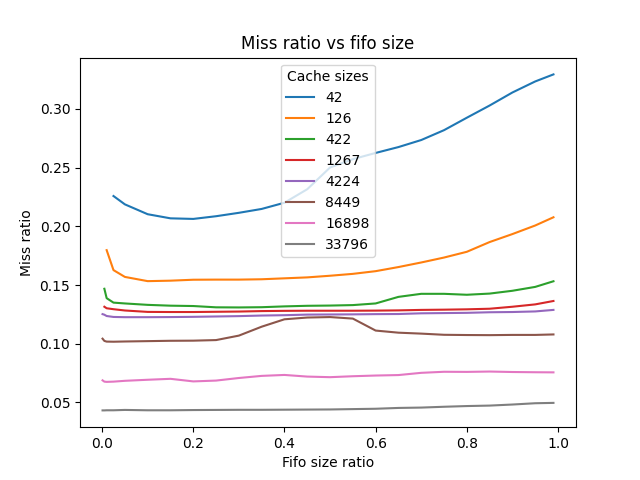 Miss ratio vs fifo size
Cache sizes
42
126
422
1267
4224
8449
16898
33796
Miss ratio
0.30
0.25
0.20
0.15
0.10
0.05
0.0 0.2 0.4 0.6 0.8 1.0
Fifo size ratio